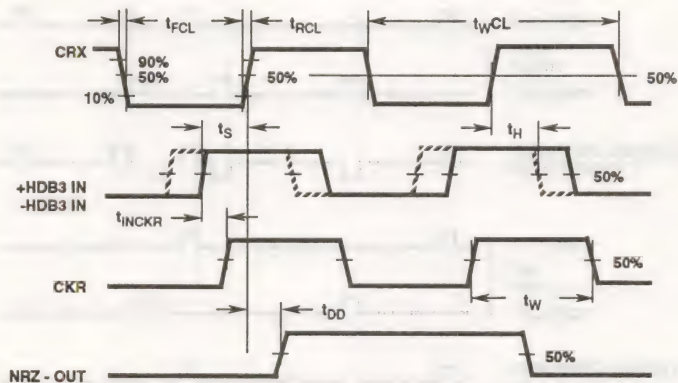 tFCL
tRCL
tWCL
CRX
90%
50%
10%
50%
50%
tS
tH
+HDB3 IN
-HDB3 IN
50%
tINCKR
CKR
50%
tW
tDD
NRZ - OUT
50%